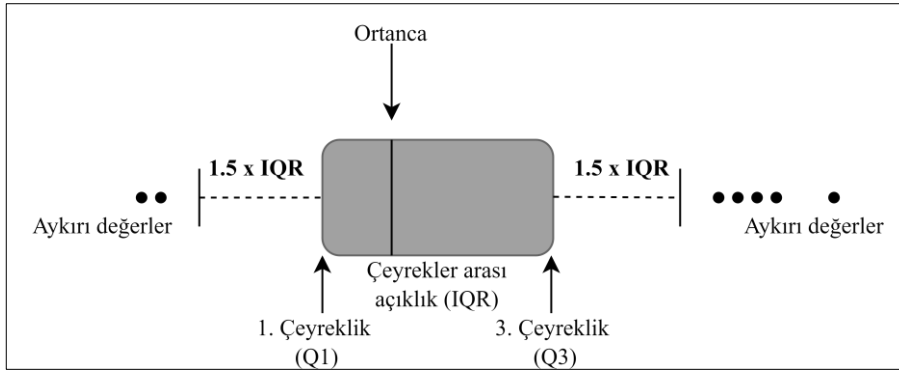 Ortanca
1.5 x IQR
1.5 x IQR
Aykırı değerler
Aykırı değerler
Çeyrekler arası
açıklık (IQR)
1. Çeyreklik
(Q1)
3. Çeyreklik
(Q3)